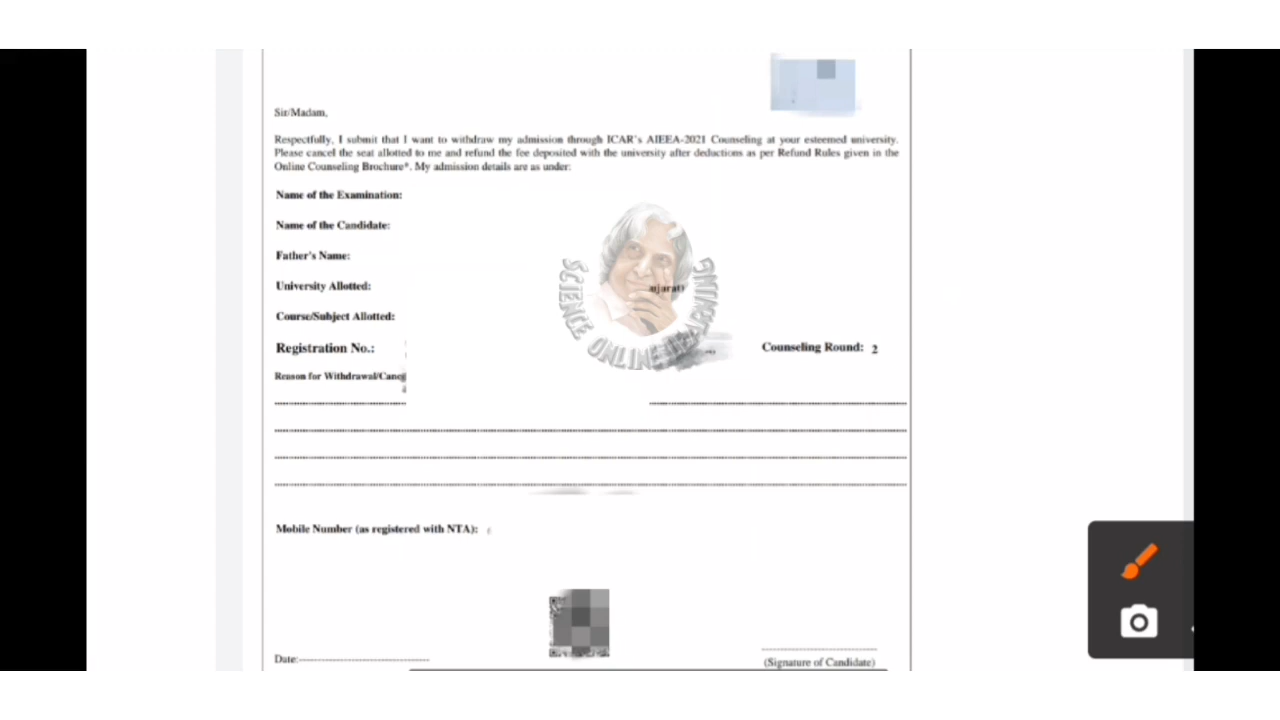 Sir/Madam,
Respectfully, I submit that I want to withdraw my admission through ICAR's AIEEA-2021 Counseling at your esteemed university.
Please cancel the seat allotted to me and refund the fee deposited with the university after deductions as per Refund Rules given in the
Online Counseling Brochure*. My admission details are as under:
Name of the Examination:
Name of the Candidate:
Father's Name:
University Allotted:
Course/Subject Allotted:
SCIENCE ONLINE LEARNING
Registration No.:
Counseling Round: 2
Reason for Withdrawal/
Mobile Number (as registered with NTA):
Date:
(Signature of Candidate)